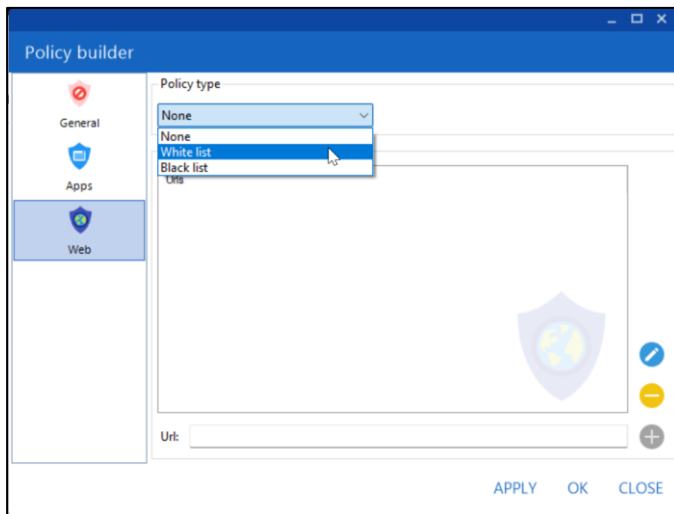 Policy builder
General
Apps
Web
Policy type
None
None
White list
Black list
Urls
Url:
APPLY OK CLOSE